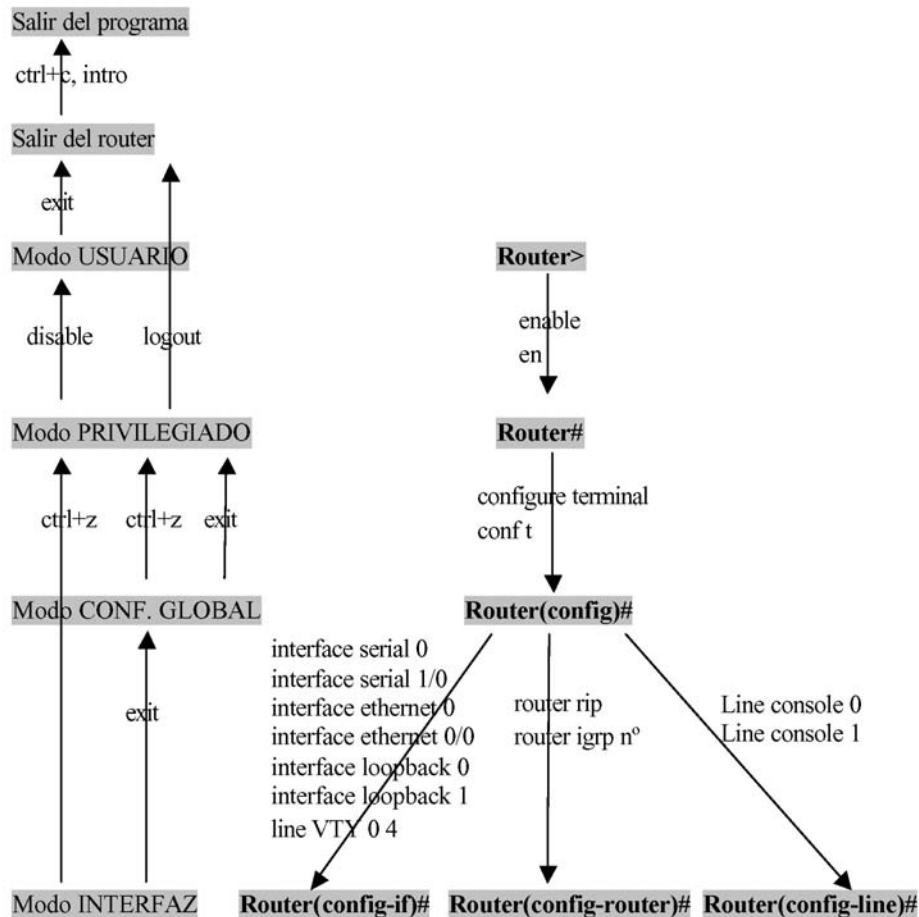 Salir del programa
ctrl+c, intro
Salir del router
exit
Modo USUARIO
Router>
disable
logout
enable
en
Modo PRIVILEGIADO
Router#
ctrl+z
ctrl+z
exit
configure terminal
conf t
Modo CONF. GLOBAL
Router(config)#
exit
interface serial 0
interface serial 1/0
interface ethernet 0
interface ethernet 0/0
interface loopback 0
interface loopback 1
line VTY 0 4
router rip
router igrp nº
Line console 0
Line console 1
Modo INTERFAZ
Router(config-if)#
Router(config-router)#
Router(config-line)#